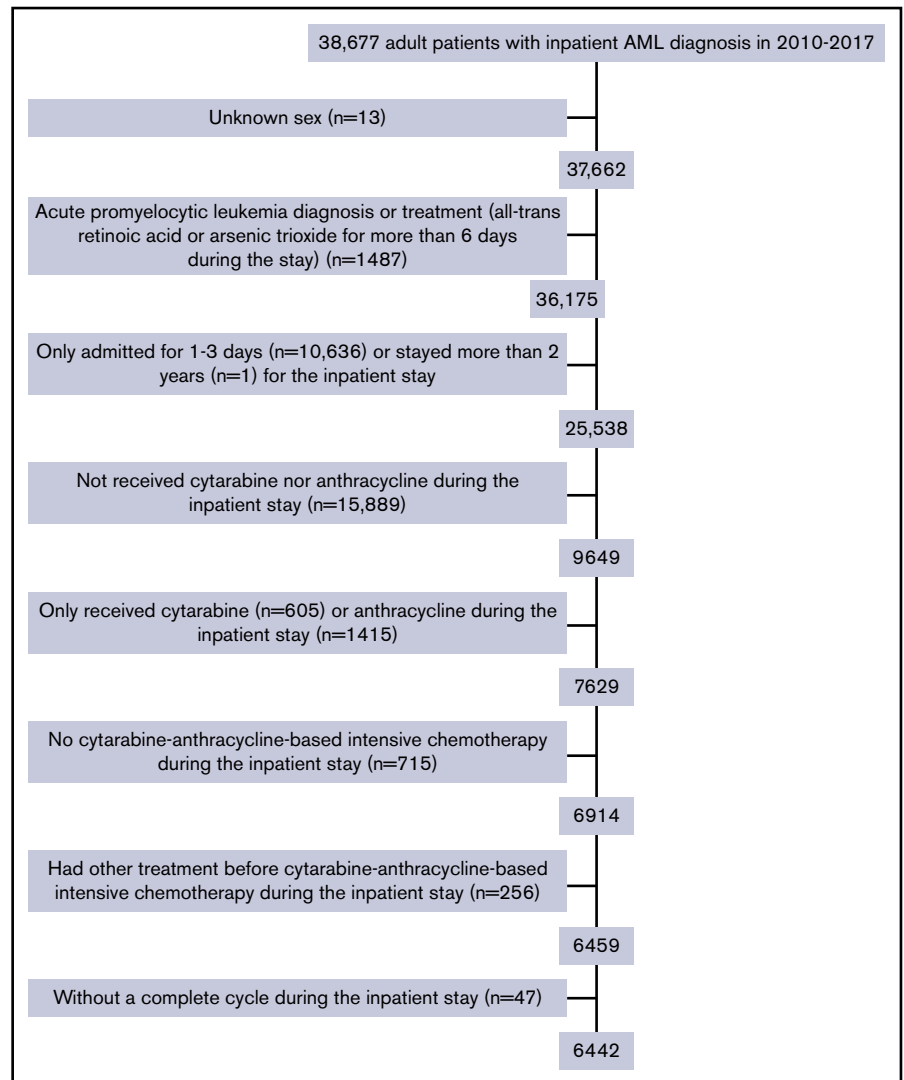 38,677 adult patients with inpatient AML diagnosis in 2010-2017
Unknown sex (n=13)
37,662
Acute promyelocytic leukemia diagnosis or treatment (all-trans
retinoic acid or arsenic trioxide for more than 6 days
during the stay) (n=1487)
36,175
Only admitted for 1-3 days (n=10,636) or stayed more than 2
years (n=1) for the inpatient stay
25,538
Not received cytarabine nor anthracycline during the
inpatient stay (n=15,889)
9649
Only received cytarabine (n=605) or anthracycline during the
inpatient stay (n=1415)
7629
No cytarabine-anthracycline-based intensive chemotherapy
during the inpatient stay (n=715)
6914
Had other treatment before cytarabine-anthracycline-based
intensive chemotherapy during the inpatient stay (n=256)
6459
Without a complete cycle during the inpatient stay (n=47)
6442